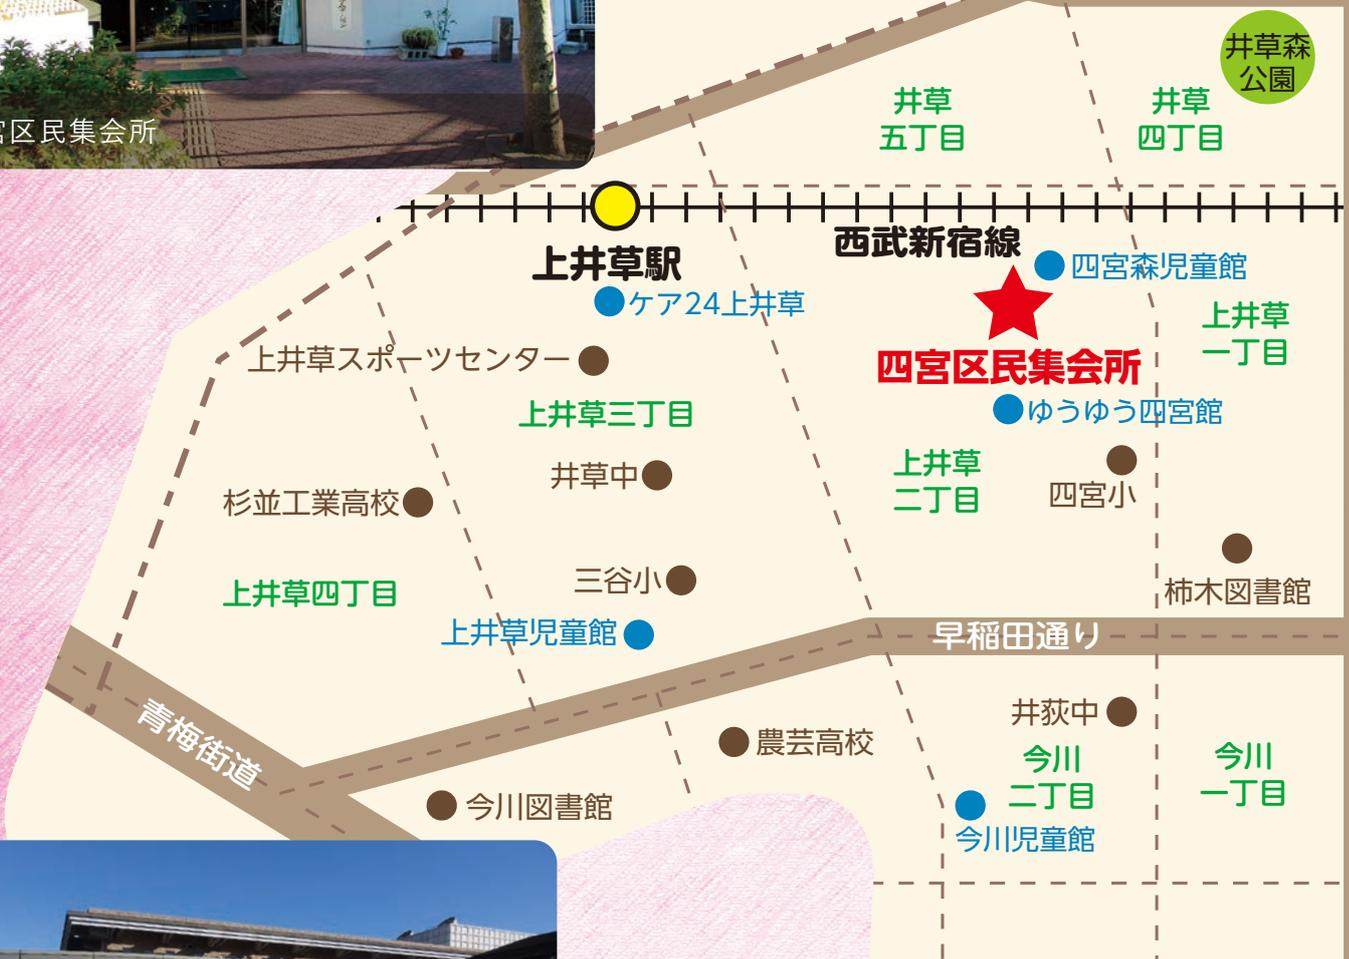 井草森
公園
井草
五丁目
井草
四丁目
宮区民集会所
西武新宿線
上井草駅
四宮森児童館
ケア24上井草
上井草
一丁目
上井草スポーツセンター
四宮区民集会所
上井草三丁目
ゆうゆう四宮館
井草中
上井草
二丁目
四宮小
杉並工業高校
三谷小
柿木図書館
上井草四丁目
上井草児童館
早稲田通り
青梅街道
井荻中
農芸高校
今川
二丁目
今川
一丁目
今川図書館
今川児童館